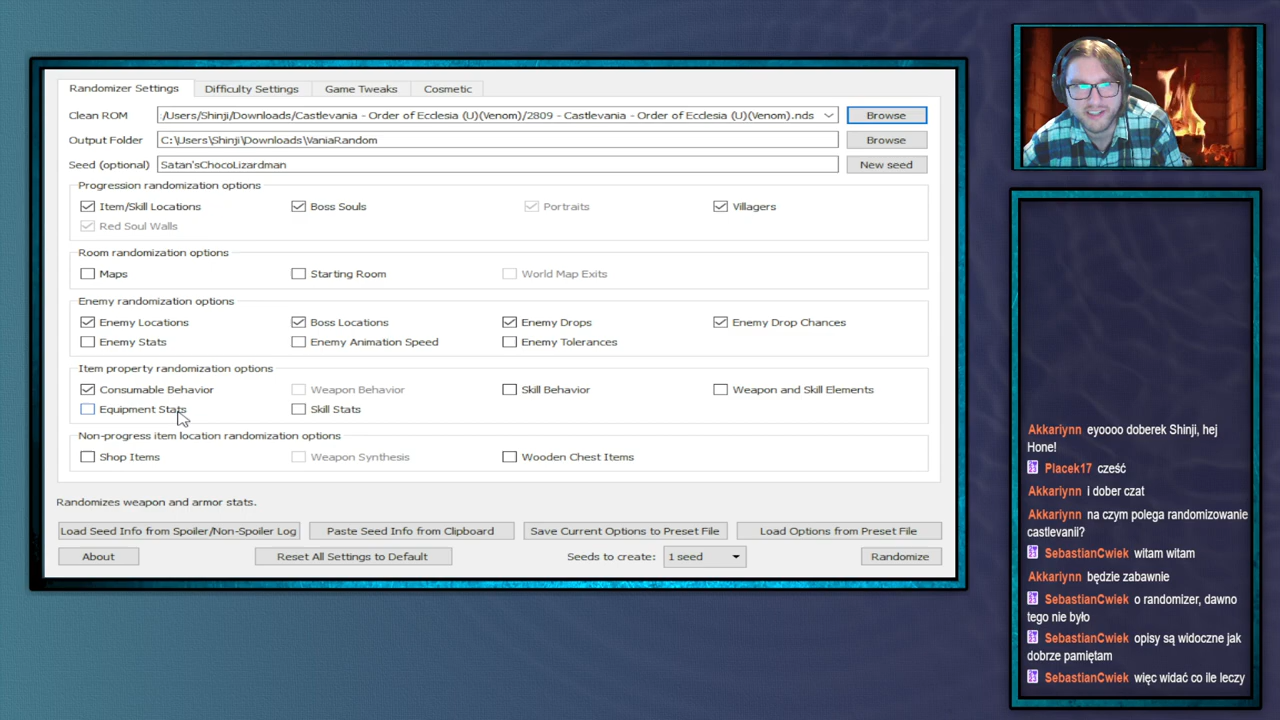 Randomizer Settings Difficulty Settings Game Tweaks Cosmetic
Clean ROM /Users/Shinji/Downloads/Castlevania - Order of Ecclesia (U)(Venom)/2809 - Castlevania - Order of Ecclesia (U)(Venom).nds Browse
Output Folder C:\Users\Shinji\Downloads\VaniaRandom Browse
Seed (optional) Satan'sChocoLizardman New seed
Progression randomization options
Item/Skill Locations Boss Souls Portraits Villagers
Red Soul Walls
Room randomization options
Maps Starting Room World Map Exits
Enemy randomization options
Enemy Locations Boss Locations Enemy Drops Enemy Drop Chances
Enemy Stats Enemy Animation Speed Enemy Tolerances
Item property randomization options
Consumable Behavior Weapon Behavior Skill Behavior Weapon and Skill Elements
Equipment Stats Skill Stats
Non-progress item location randomization options
Shop Items Weapon Synthesis Wooden Chest Items
Randomizes weapon and armor stats.
Load Seed Info from Spoiler/Non-Spoiler Log Paste Seed Info from Clipboard Save Current Options to Preset File Load Options from Preset File
About Reset All Settings to Default Seeds to create: 1 seed Randomize
Akkariynn eyoooo doberek Shinji, hej
Hone!
Placek17 cześć
Akkariynn i dober czat
Akkariynn na czym polega randomizowanie
castlevanii?
SebastianCwiek witam witam
Akkariynn będzie zabawnie
SebastianCwiek o randomizer, dawno
tego nie było
SebastianCwiek opisy są widoczne jak
dobrze pamiętam
SebastianCwiek więc widać co ile leczy